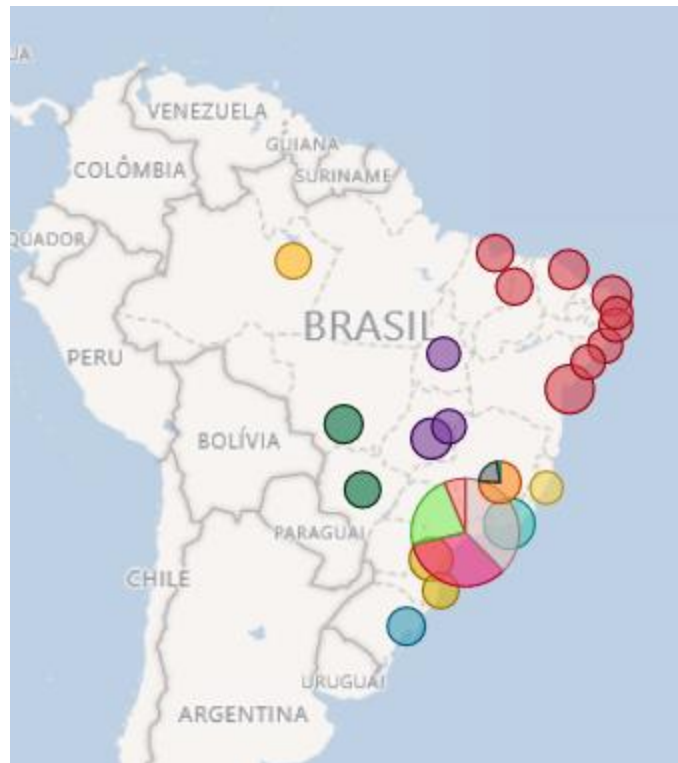 VENEZUELA
GUIANA
COLÔMBIA
SURINAME
BRASIL
PERU
BOLÍVIA
PARAGUAI
CHILE
URUGUAI
ARGENTINA
QUADOR